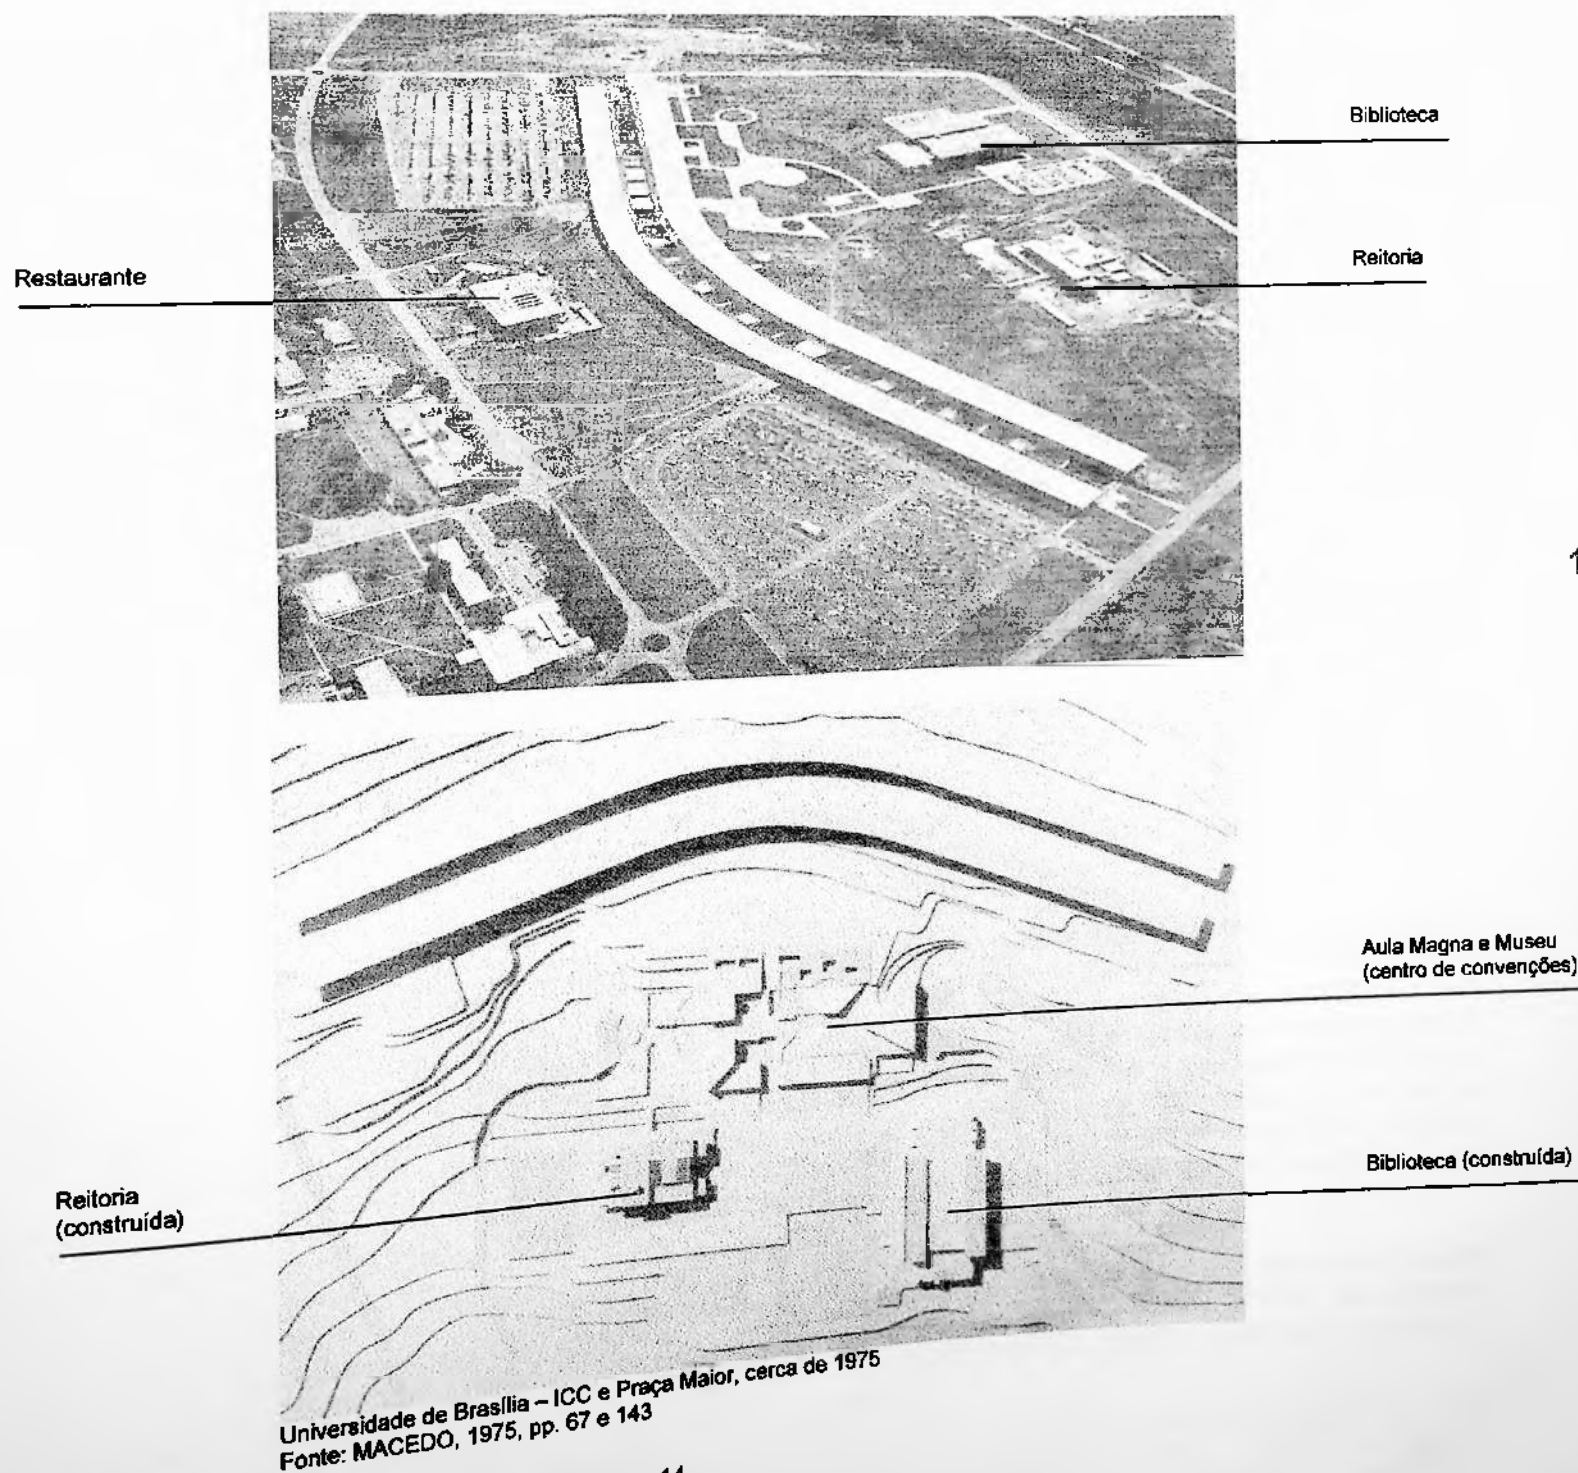 Biblioteca
Reitoria
Restaurante
Aula Magna e Museu
(centro de convenções)
Biblioteca (construída)
Reitoria
(construída)
Universidade de Brasília – ICC e Praça Maior, cerca de 1975
Fonte: MACEDO, 1975, pp. 67 e 143